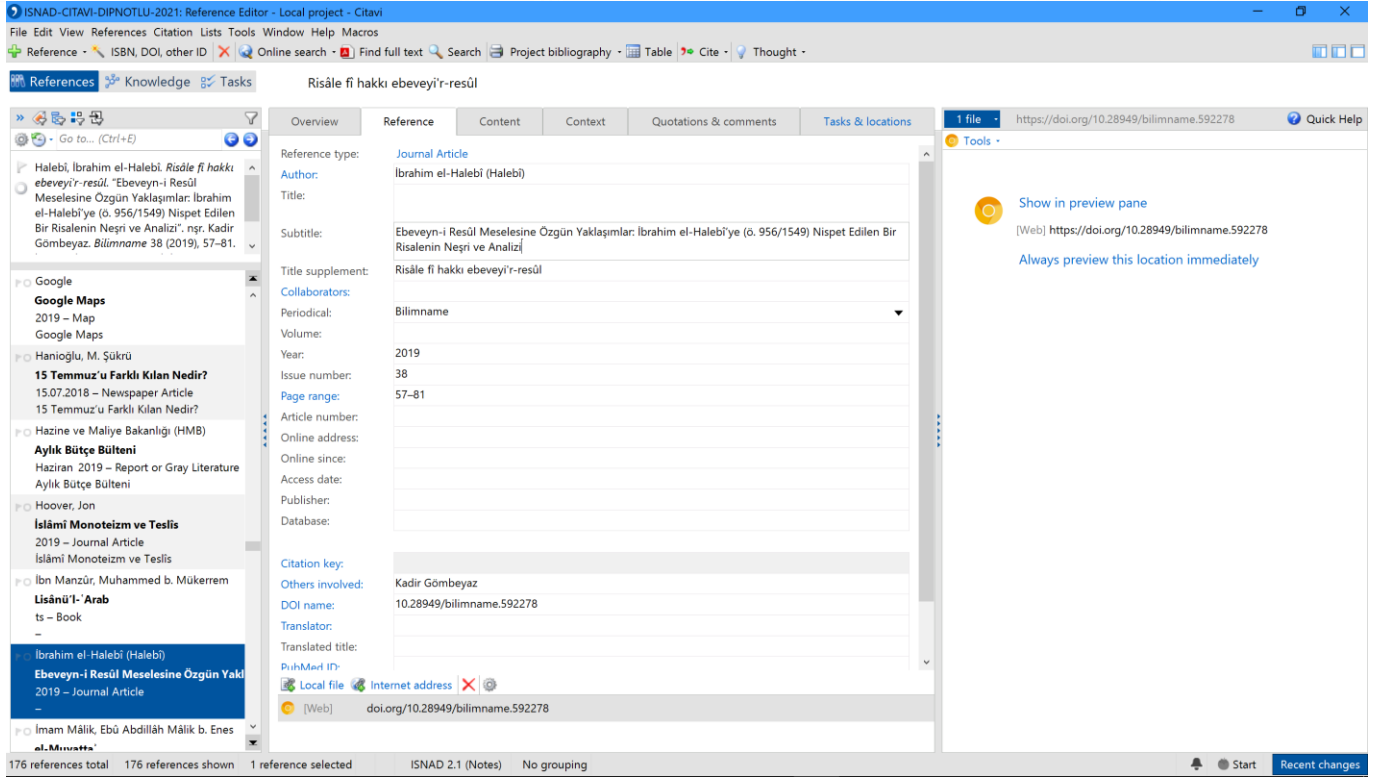 ISNAD-CITAVI-DIPNOTLU-2021: Reference Editor - Local project - Citavi
File Edit View References Citation Lists Tools Window Help Macros
Reference ISBN, DOI, other ID Online search Find full text Search Project bibliography Table Cite Thought
References Knowledge Tasks
Risâle fî hakkı ebeveyi'r-resûl
Go to... (Ctrl+E)
Halebî, İbrahim el-Halebî. Risâle fî hakkı
ebeveyi'r-resûl. "Ebeveyn-i Resûl
Meselesine Özgün Yaklaşımlar: İbrahim
el-Halebî'ye (ö. 956/1549) Nispet Edilen
Bir Risalenin Neşri ve Analizi". nşr. Kadir
Gömbeyaz. Bilimname 38 (2019), 57–81.
Google
Google Maps
2019 – Map
Google Maps
Hanioğlu, M. Şükrü
15 Temmuz'u Farklı Kılan Nedir?
15.07.2018 – Newspaper Article
15 Temmuz'u Farklı Kılan Nedir?
Hazine ve Maliye Bakanlığı (HMB)
Aylık Bütçe Bülteni
Haziran 2019 – Report or Gray Literature
Aylık Bütçe Bülteni
Hoover, Jon
İslâmî Monoteizm ve Teslîs
2019 – Journal Article
İslâmî Monoteizm ve Teslîs
İbn Manzûr, Muhammed b. Mükerrem
Lisânü'l-ʿArab
ts – Book
–
İbrahim el-Halebî (Halebî)
Ebeveyn-i Resûl Meselesine Özgün Yakl
2019 – Journal Article
–
İmam Mâlik, Ebû Abdillâh Mâlik b. Enes
el-Muvatta'
Overview Reference Content Context Quotations & comments Tasks & locations
Reference type: Journal Article
Author: İbrahim el-Halebî (Halebî)
Title:
Subtitle: Ebeveyn-i Resûl Meselesine Özgün Yaklaşımlar: İbrahim el-Halebî'ye (ö. 956/1549) Nispet Edilen Bir
Risalenin Neşri ve Analizi
Title supplement: Risâle fî hakkı ebeveyi'r-resûl
Collaborators:
Periodical: Bilimname
Volume:
Year: 2019
Issue number: 38
Page range: 57–81
Article number:
Online address:
Online since:
Access date:
Publisher:
Database:
Citation key:
Others involved: Kadir Gömbeyaz
DOI name: 10.28949/bilimname.592278
Translator:
Translated title:
PubMed ID:
Local file Internet address
[Web] doi.org/10.28949/bilimname.592278
1 file https://doi.org/10.28949/bilimname.592278 Quick Help
Tools
Show in preview pane
[Web] https://doi.org/10.28949/bilimname.592278
Always preview this location immediately
176 references total 176 references shown 1 reference selected ISNAD 2.1 (Notes) No grouping Start Recent changes